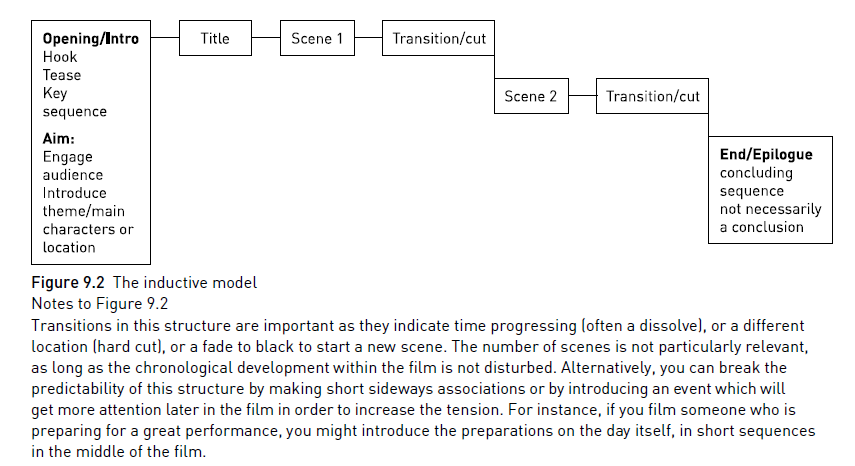 Opening/Intro
Hook
Tease
Key
sequence
Aim:
Engage
audience
Introduce
theme/main
characters or
location
Title
Scene 1
Transition/cut
Scene 2
Transition/cut
End/Epilogue
concluding
sequence
not necessarily
a conclusion
Figure 9.2 The inductive model
Notes to Figure 9.2
Transitions in this structure are important as they indicate time progressing (often a dissolve), or a different
location (hard cut), or a fade to black to start a new scene. The number of scenes is not particularly relevant,
as long as the chronological development within the film is not disturbed. Alternatively, you can break the
predictability of this structure by making short sideways associations or by introducing an event which will
get more attention later in the film in order to increase the tension. For instance, if you film someone who is
preparing for a great performance, you might introduce the preparations on the day itself, in short sequences
in the middle of the film.